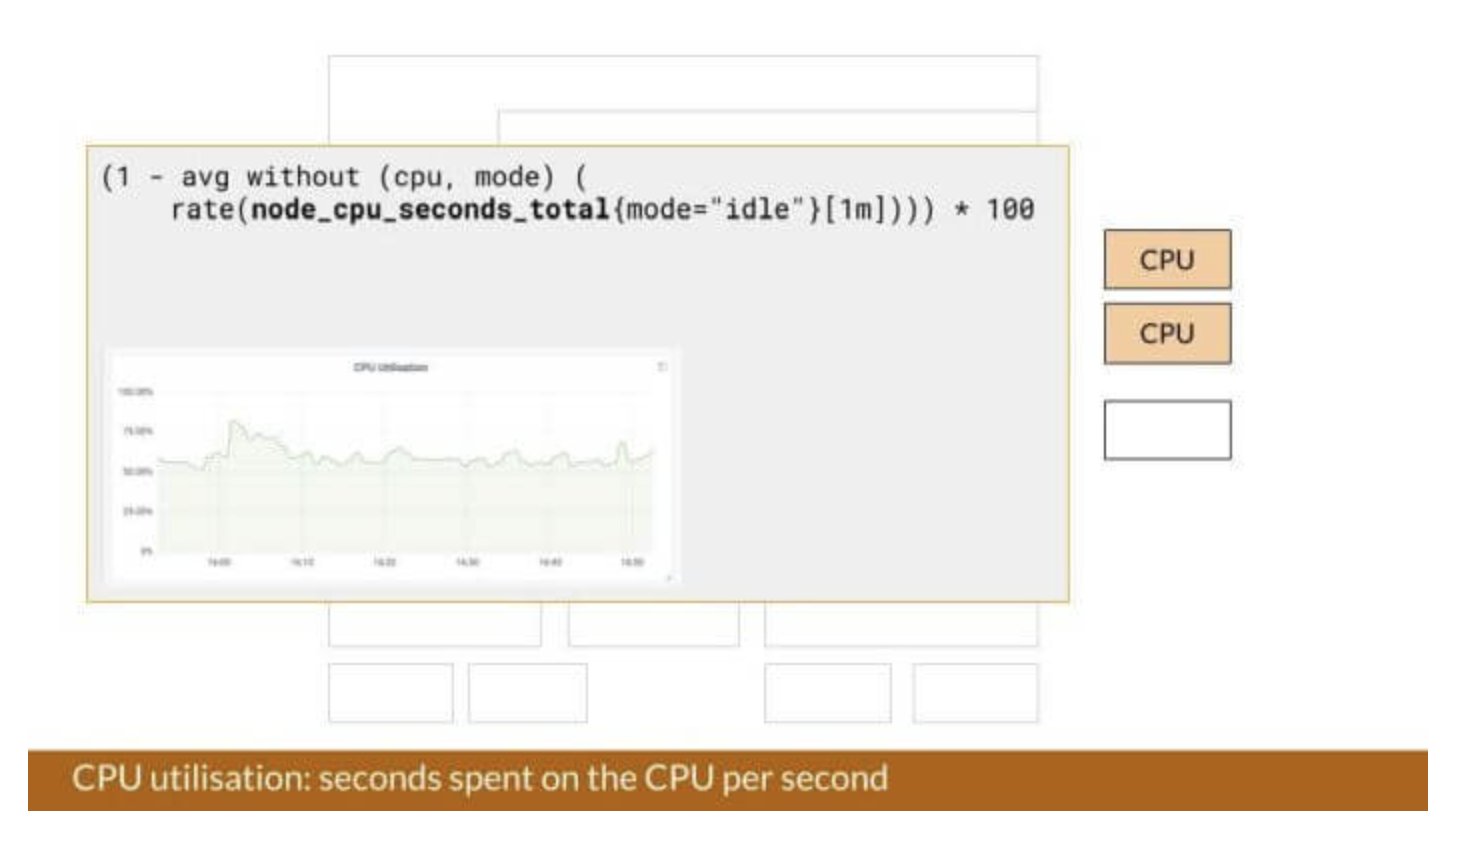 (1 - avg without (cpu, mode) (
rate(node_cpu_seconds_total{mode="idle"}[1m]))) * 100
CPU
CPU
CPU Utilisation
100.00%
75.00%
50.00%
25.00%
0%
16:00 16:10 16:20 16:30 16:40 16:50
CPU utilisation: seconds spent on the CPU per second